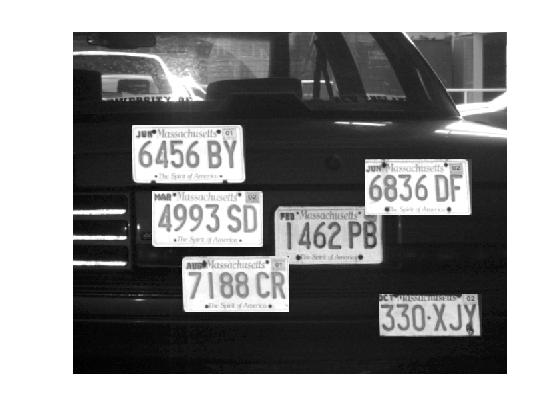 JUN Massachusetts 01
6456 BY
The Spirit of America
JUN Massachusetts 02
6836 DF
The Spirit of America
MAR Massachusetts 02
4993 SD
The Spirit of America
FEB Massachusetts
1462 PB
The Spirit of America
AUG Massachusetts 01
7188 CR
The Spirit of America
OCT Massachusetts 02
330·XJY